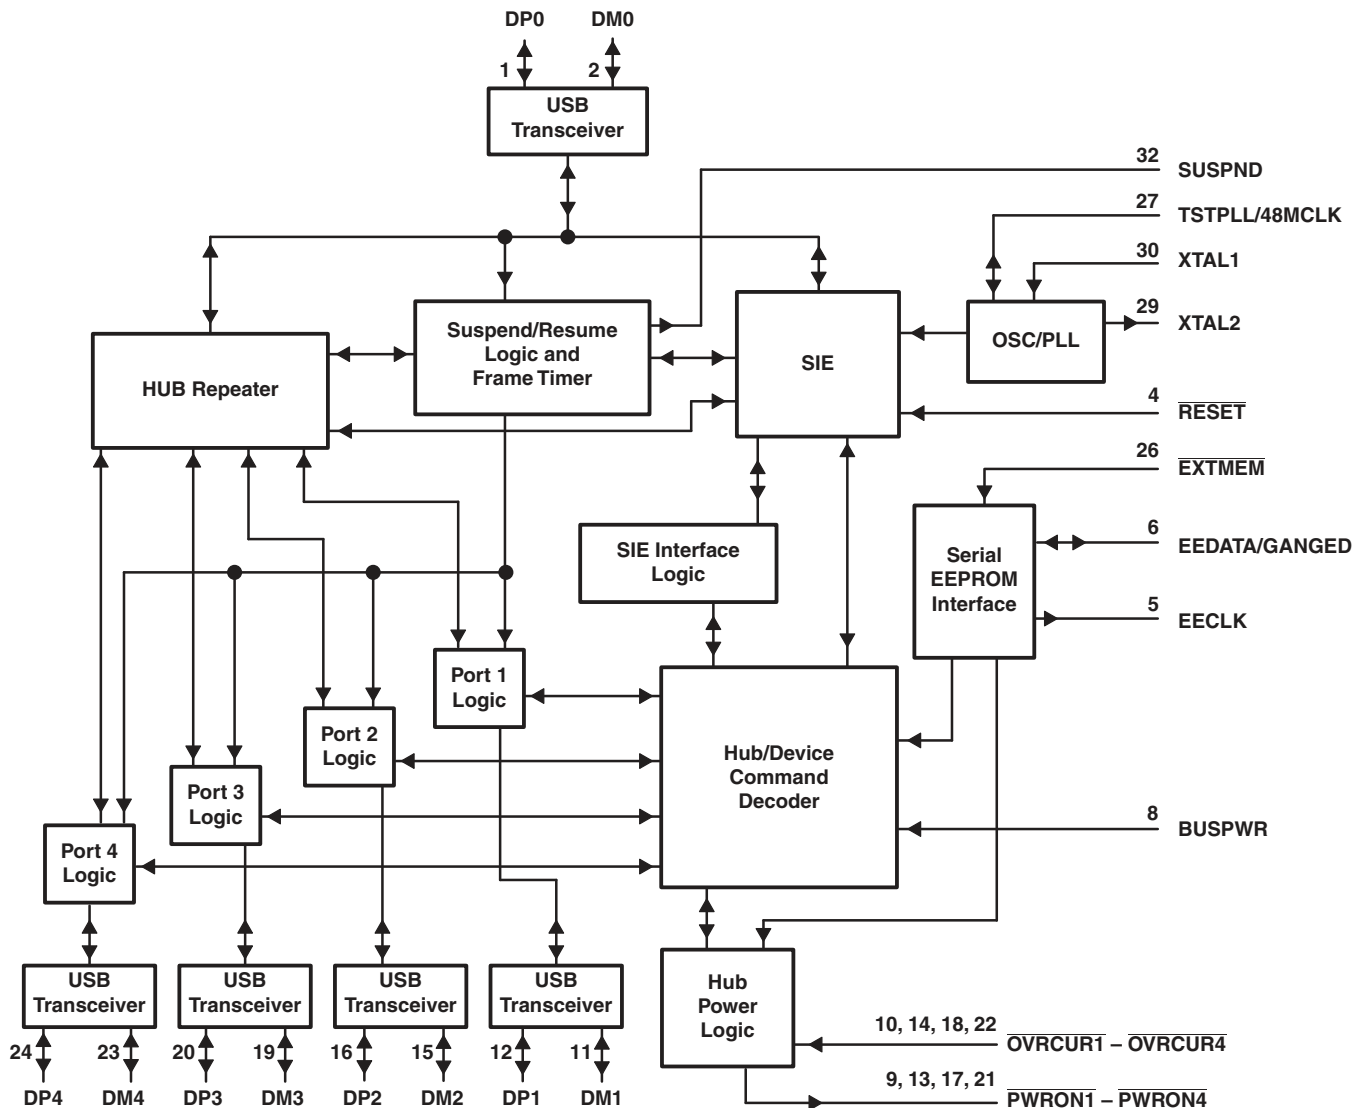 DP0 DM0
1 2
USB
Transceiver
32 SUSPND
27 TSTPLL/48MCLK
30 XTAL1
29 XTAL2
Suspend/Resume
Logic and
Frame Timer
SIE
OSC/PLL
HUB Repeater
4 RESET
26 EXTMEM
6 EEDATA/GANGED
5 EECLK
SIE Interface
Logic
Serial
EEPROM
Interface
Port 1
Logic
Port 2
Logic
Port 3
Logic
Port 4
Logic
Hub/Device
Command
Decoder
8 BUSPWR
USB
Transceiver
USB
Transceiver
USB
Transceiver
USB
Transceiver
Hub
Power
Logic
10, 14, 18, 22 OVRCUR1 – OVRCUR4
9, 13, 17, 21 PWRON1 – PWRON4
24 23 20 19 16 15 12 11
DP4 DM4 DP3 DM3 DP2 DM2 DP1 DM1